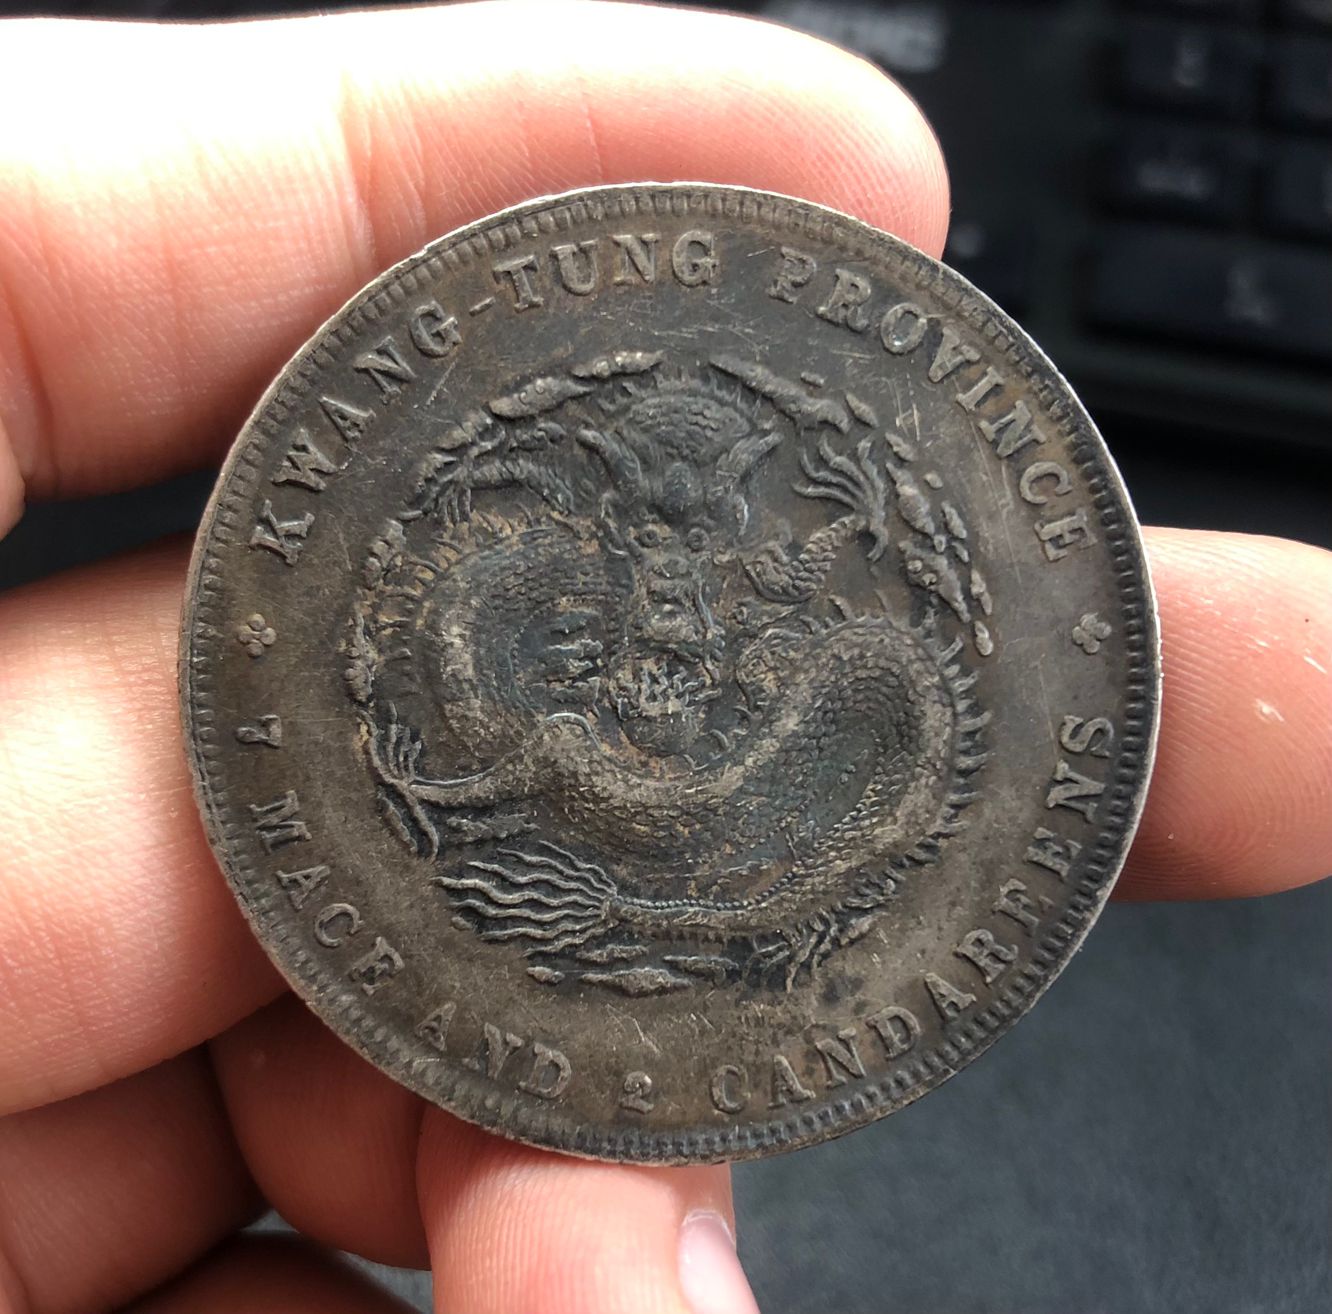 KWANG-TUNG PROVINCE
7 MACE AND 2 CANDAREENS